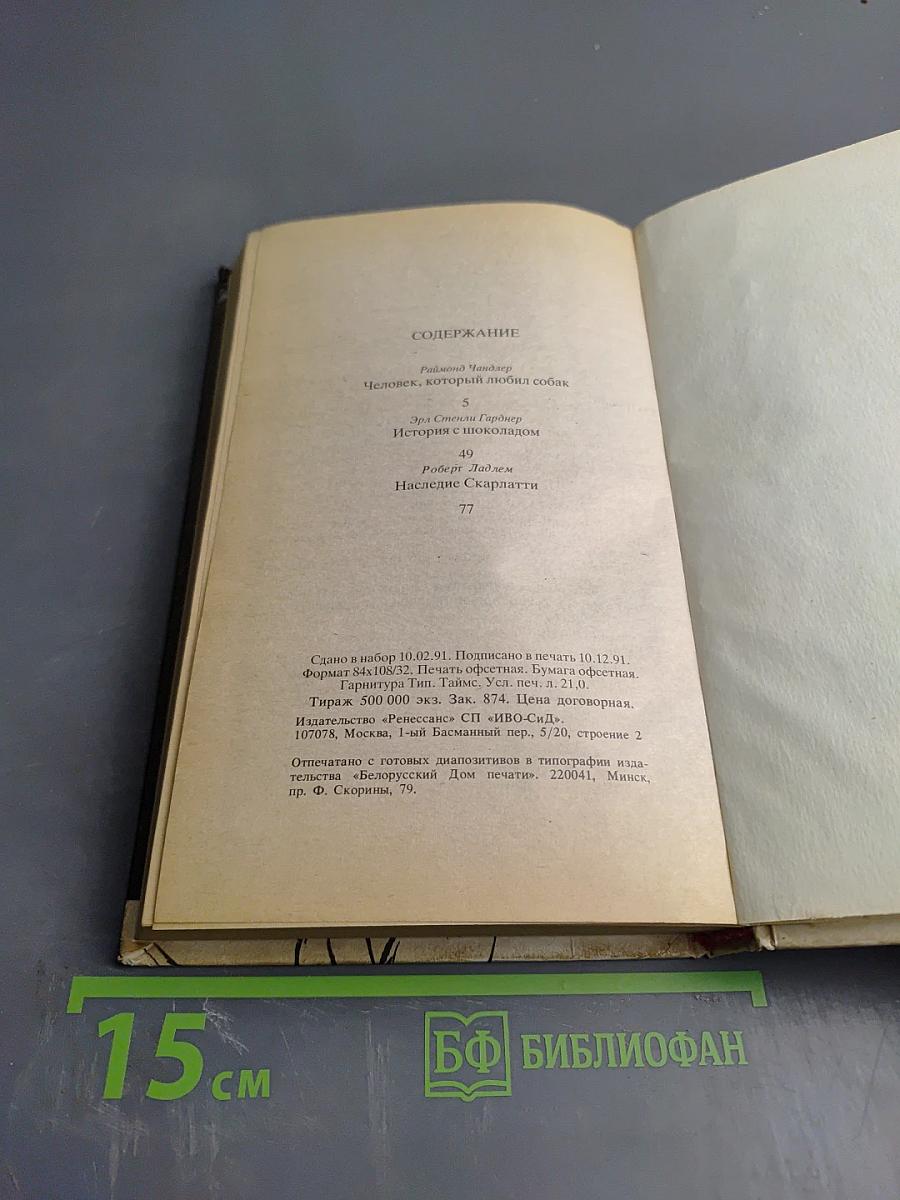 СОДЕРЖАНИЕ
Раймонд Чандлер
Человек, который любил собак
5
Эрл Стенли Гарднер
История с шоколадом
49
Роберт Ладлем
Наследие Скарлатти
77
Сдано в набор 10.02.91. Подписано в печать 10.12.91.
Формат 84х108/32. Печать офсетная. Бумага офсетная.
Гарнитура Тип. Таймс. Усл. печ. л. 21,0.
Тираж 500 000 экз. Зак. 874. Цена договорная.
Издательство «Ренессанс» СП «ИВО-СиД».
107078, Москва, 1-ый Басманный пер., 5/20, строение 2
Отпечатано с готовых диапозитивов в типографии изда-
тельства «Белорусский Дом печати». 220041, Минск,
пр. Ф. Скорины, 79.
15 см
БФ БИБЛИОФАН